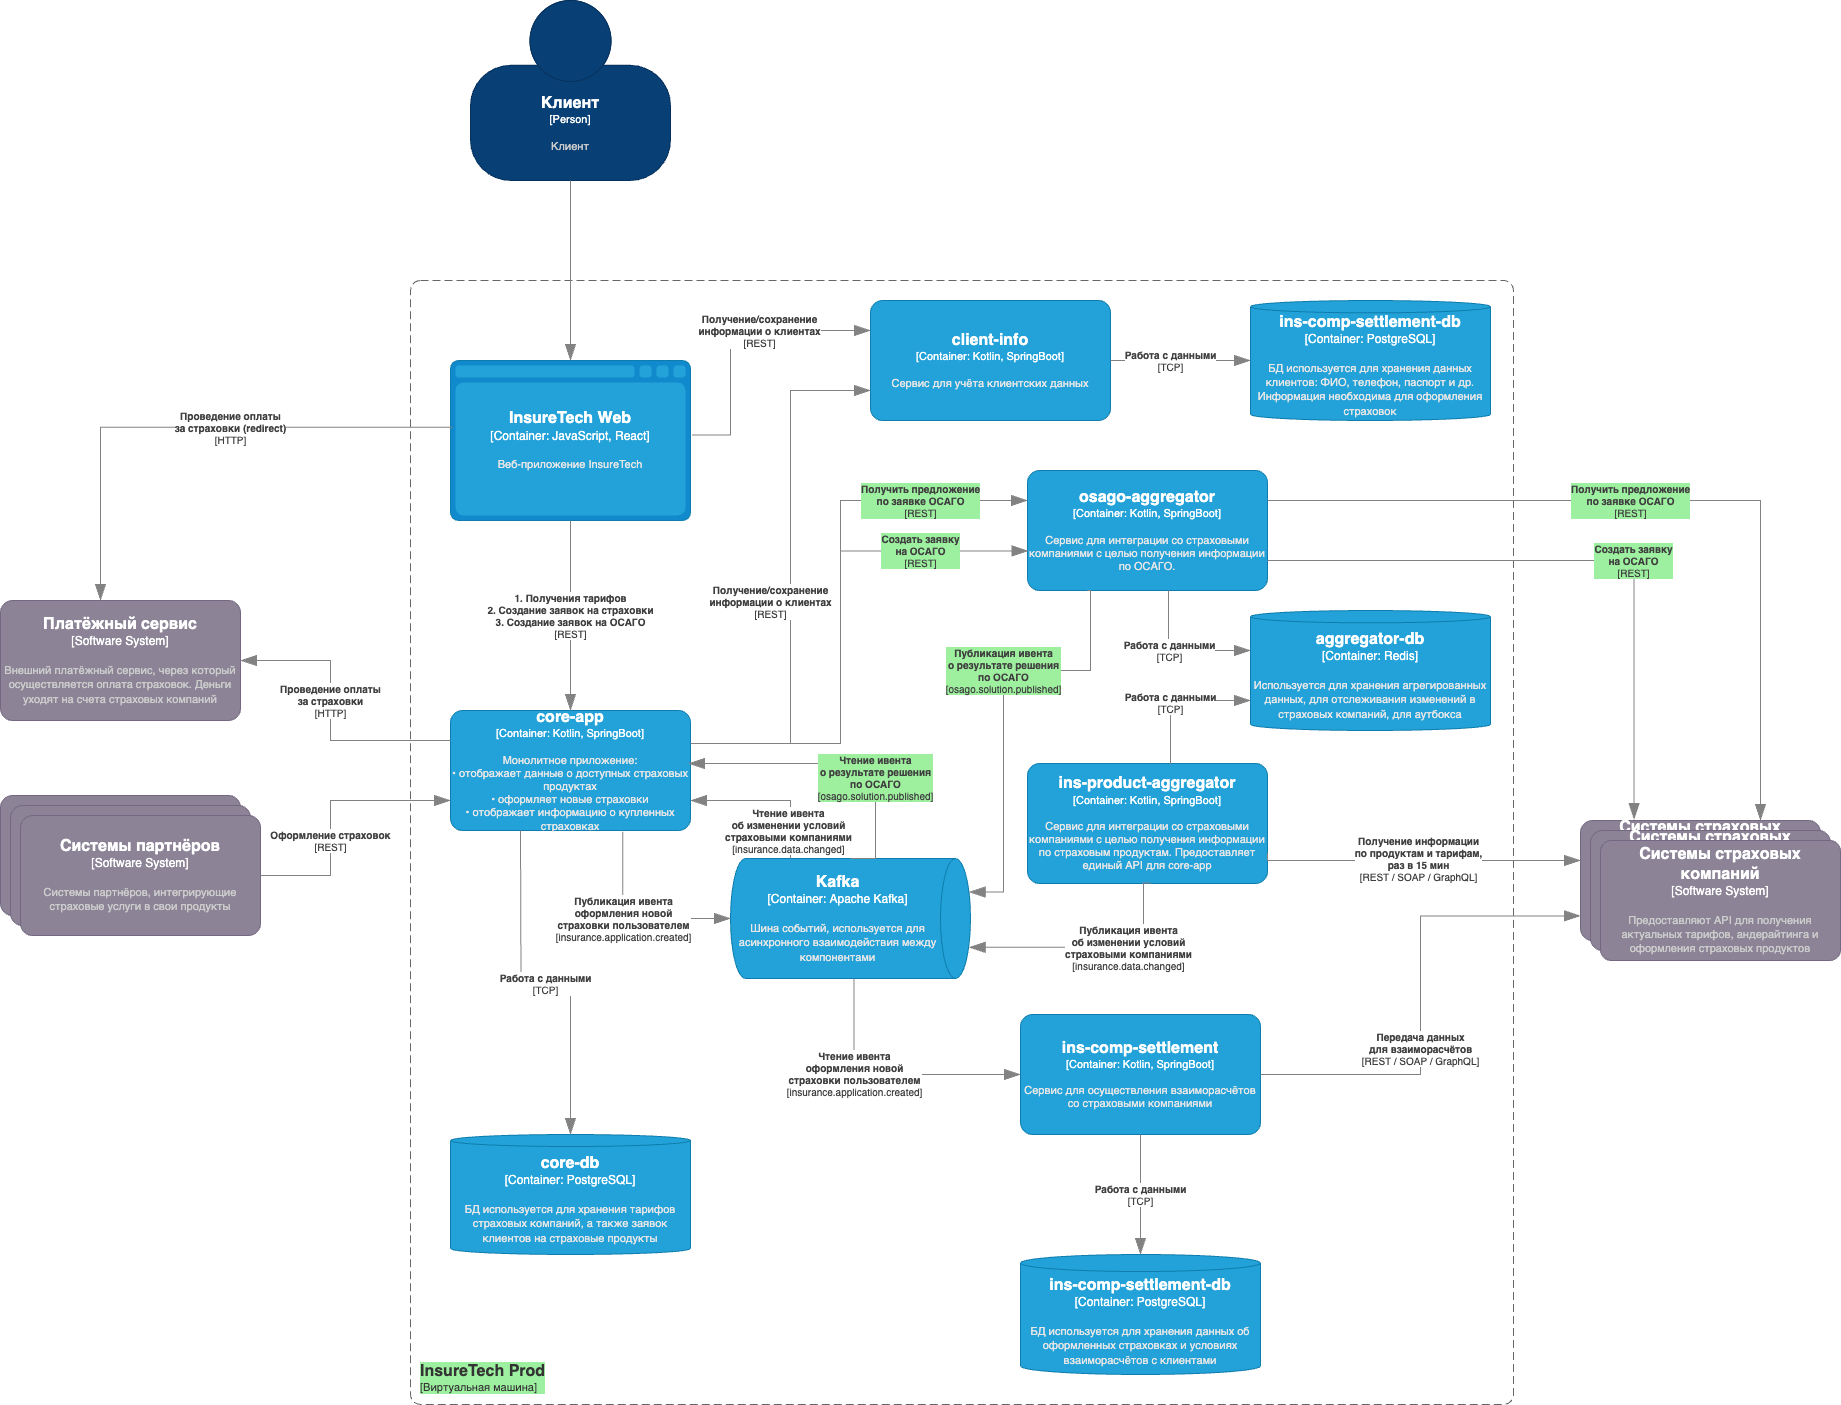 Клиент
[Person]
Клиент
InsureTech Web
[Container: JavaScript, React]
Веб-приложение InsureTech
Проведение оплаты
за страховки (redirect)
[HTTP]
Получение/сохранение
информации о клиентах
[REST]
client-info
[Container: Kotlin, SpringBoot]
Сервис для учёта клиентских данных
Работа с данными
[TCP]
ins-comp-settlement-db
[Container: PostgreSQL]
БД используется для хранения данных
клиентов: ФИО, телефон, паспорт и др.
Информация необходима для оформления
страховок
Получить предложение
по заявке ОСАГО
[REST]
Создать заявку
на ОСАГО
[REST]
osago-aggregator
[Container: Kotlin, SpringBoot]
Сервис для интеграции со страховыми
компаниями с целью получения информации
по ОСАГО.
Получить предложение
по заявке ОСАГО
[REST]
Создать заявку
на ОСАГО
[REST]
1. Получения тарифов
2. Создание заявок на страховки
3. Создание заявок на ОСАГО
[REST]
Получение/сохранение
информации о клиентах
[REST]
Платёжный сервис
[Software System]
Внешний платёжный сервис, через который
осуществляется оплата страховок. Деньги
уходят на счета страховых компаний
Проведение оплаты
за страховки
[HTTP]
Публикация ивента
о результате решения
по ОСАГО
[osago.solution.published]
Работа с данными
[TCP]
Работа с данными
[TCP]
aggregator-db
[Container: Redis]
Используется для хранения агрегированных
данных, для отслеживания изменений в
страховых компаний, для аутбокса
core-app
[Container: Kotlin, SpringBoot]
Монолитное приложение:
• отображает данные о доступных страховых
продуктах
• оформляет новые страховки
• отображает информацию о купленных
страховках
Чтение ивента
о результате решения
по ОСАГО
[osago.solution.published]
Чтение ивента
об изменении условий
страховыми компаниями
[insurance.data.changed]
ins-product-aggregator
[Container: Kotlin, SpringBoot]
Сервис для интеграции со страховыми
компаниями с целью получения информации
по страховым продуктам. Предоставляет
единый API для core-app
Получение информации
по продуктам и тарифам,
раз в 15 мин
[REST / SOAP / GraphQL]
Системы страховых
Системы страховых
Системы страховых
компаний
[Software System]
Предоставляют API для получения
актуальных тарифов, андерайтинга и
оформления страховых продуктов
Системы партнёров
[Software System]
Системы партнёров, интегрирующие
страховые услуги в свои продукты
Оформление страховок
[REST]
Публикация ивента
оформления новой
страховки пользователем
[insurance.application.created]
Kafka
[Container: Apache Kafka]
Шина событий, используется для
асинхронного взаимодействия между
компонентами
Публикация ивента
об изменении условий
страховыми компаниями
[insurance.data.changed]
Работа с данными
[TCP]
Чтение ивента
оформления новой
страховки пользователем
[insurance.application.created]
ins-comp-settlement
[Container: Kotlin, SpringBoot]
Сервис для осуществления взаиморасчётов
со страховыми компаниями
Передача данных
для взаиморасчётов
[REST / SOAP / GraphQL]
core-db
[Container: PostgreSQL]
БД используется для хранения тарифов
страховых компаний, а также заявок
клиентов на страховые продукты
Работа с данными
[TCP]
ins-comp-settlement-db
[Container: PostgreSQL]
БД используется для хранения данных об
оформленных страховках и условиях
взаиморасчётов с клиентами
InsureTech Prod
[Виртуальная машина]